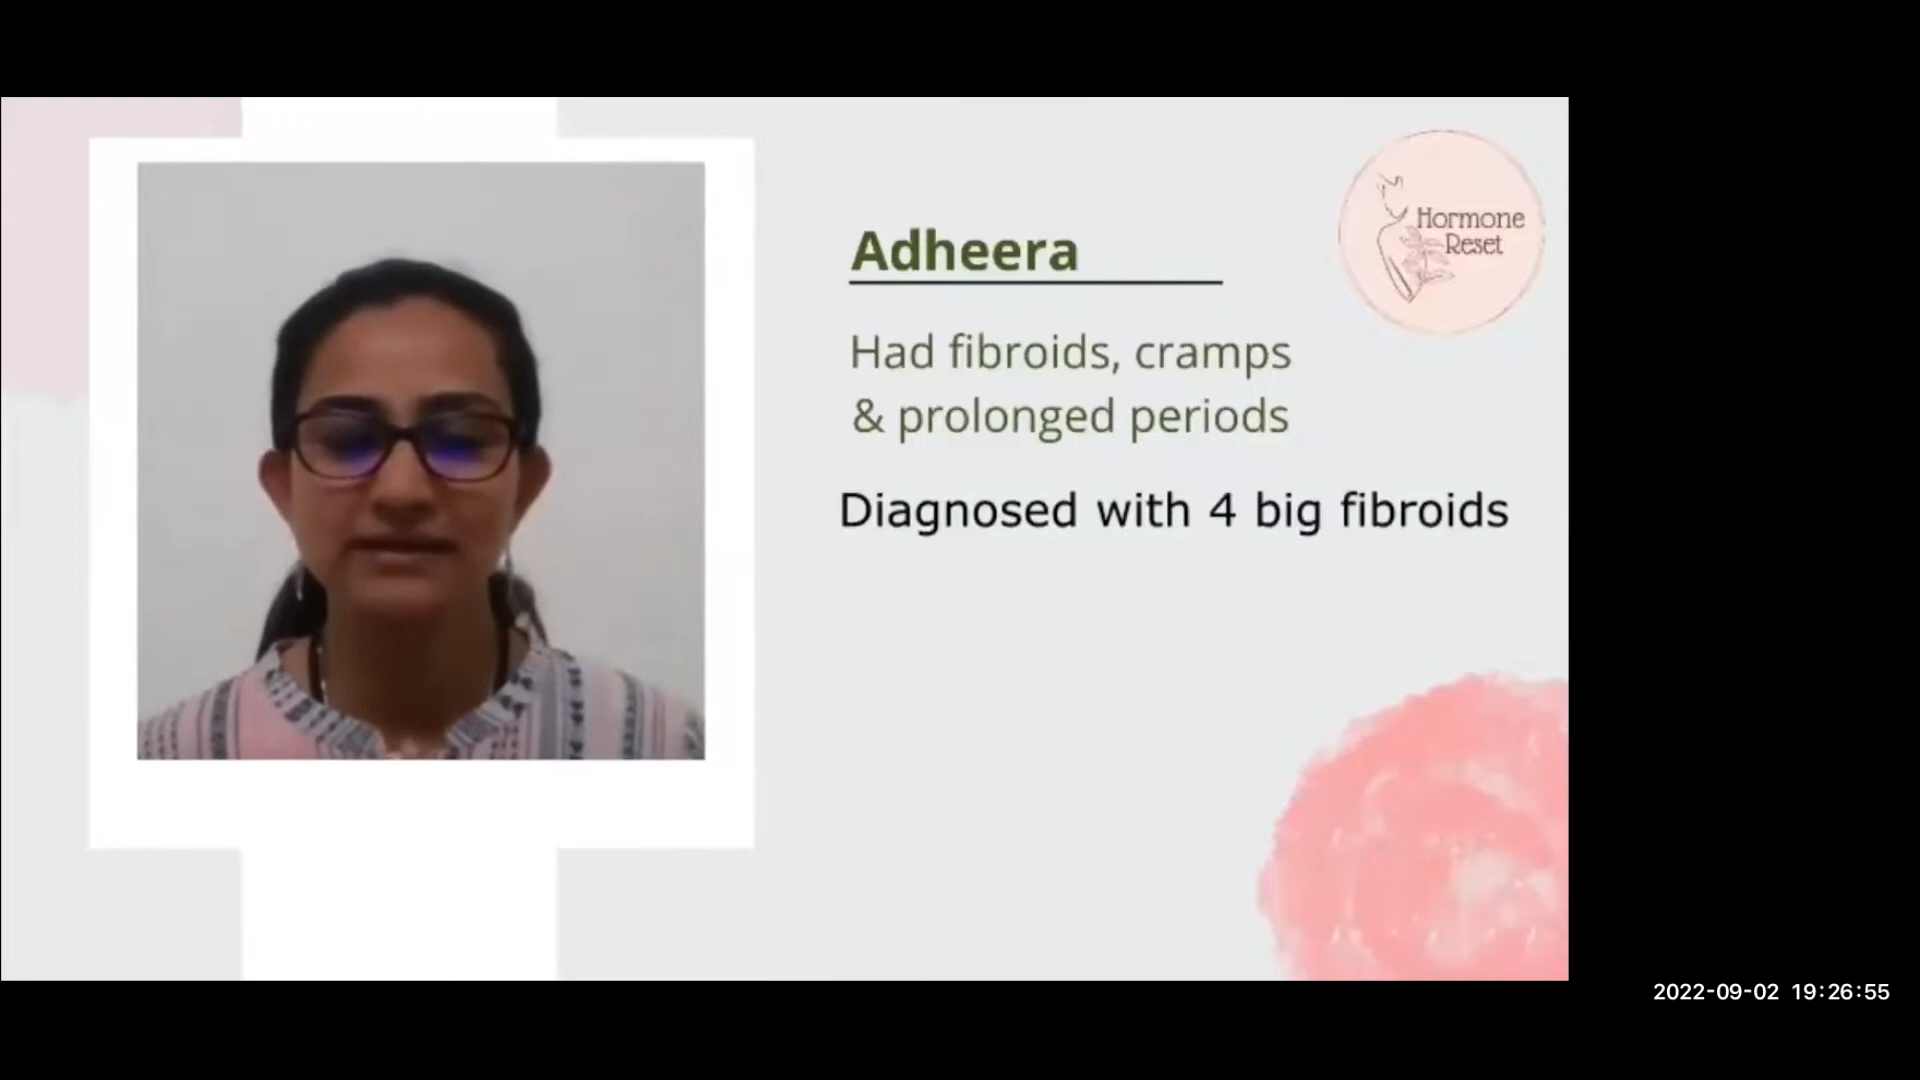 Adheera
Hormone
Reset
Had fibroids, cramps
& prolonged periods
Diagnosed with 4 big fibroids
2022-09-02 19:26:55